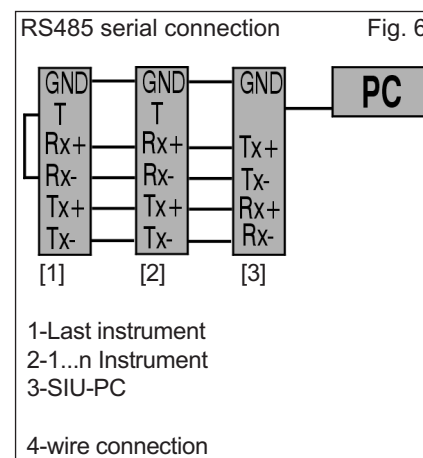 RS485 serial connection Fig. 6
GND GND GND PC
T T
Rx+ Rx+ Tx+
Rx- Rx- Tx-
Tx+ Tx+ Rx+
Tx- Tx- Rx-
[1] [2] [3]
1-Last instrument
2-1...n Instrument
3-SIU-PC
4-wire connection